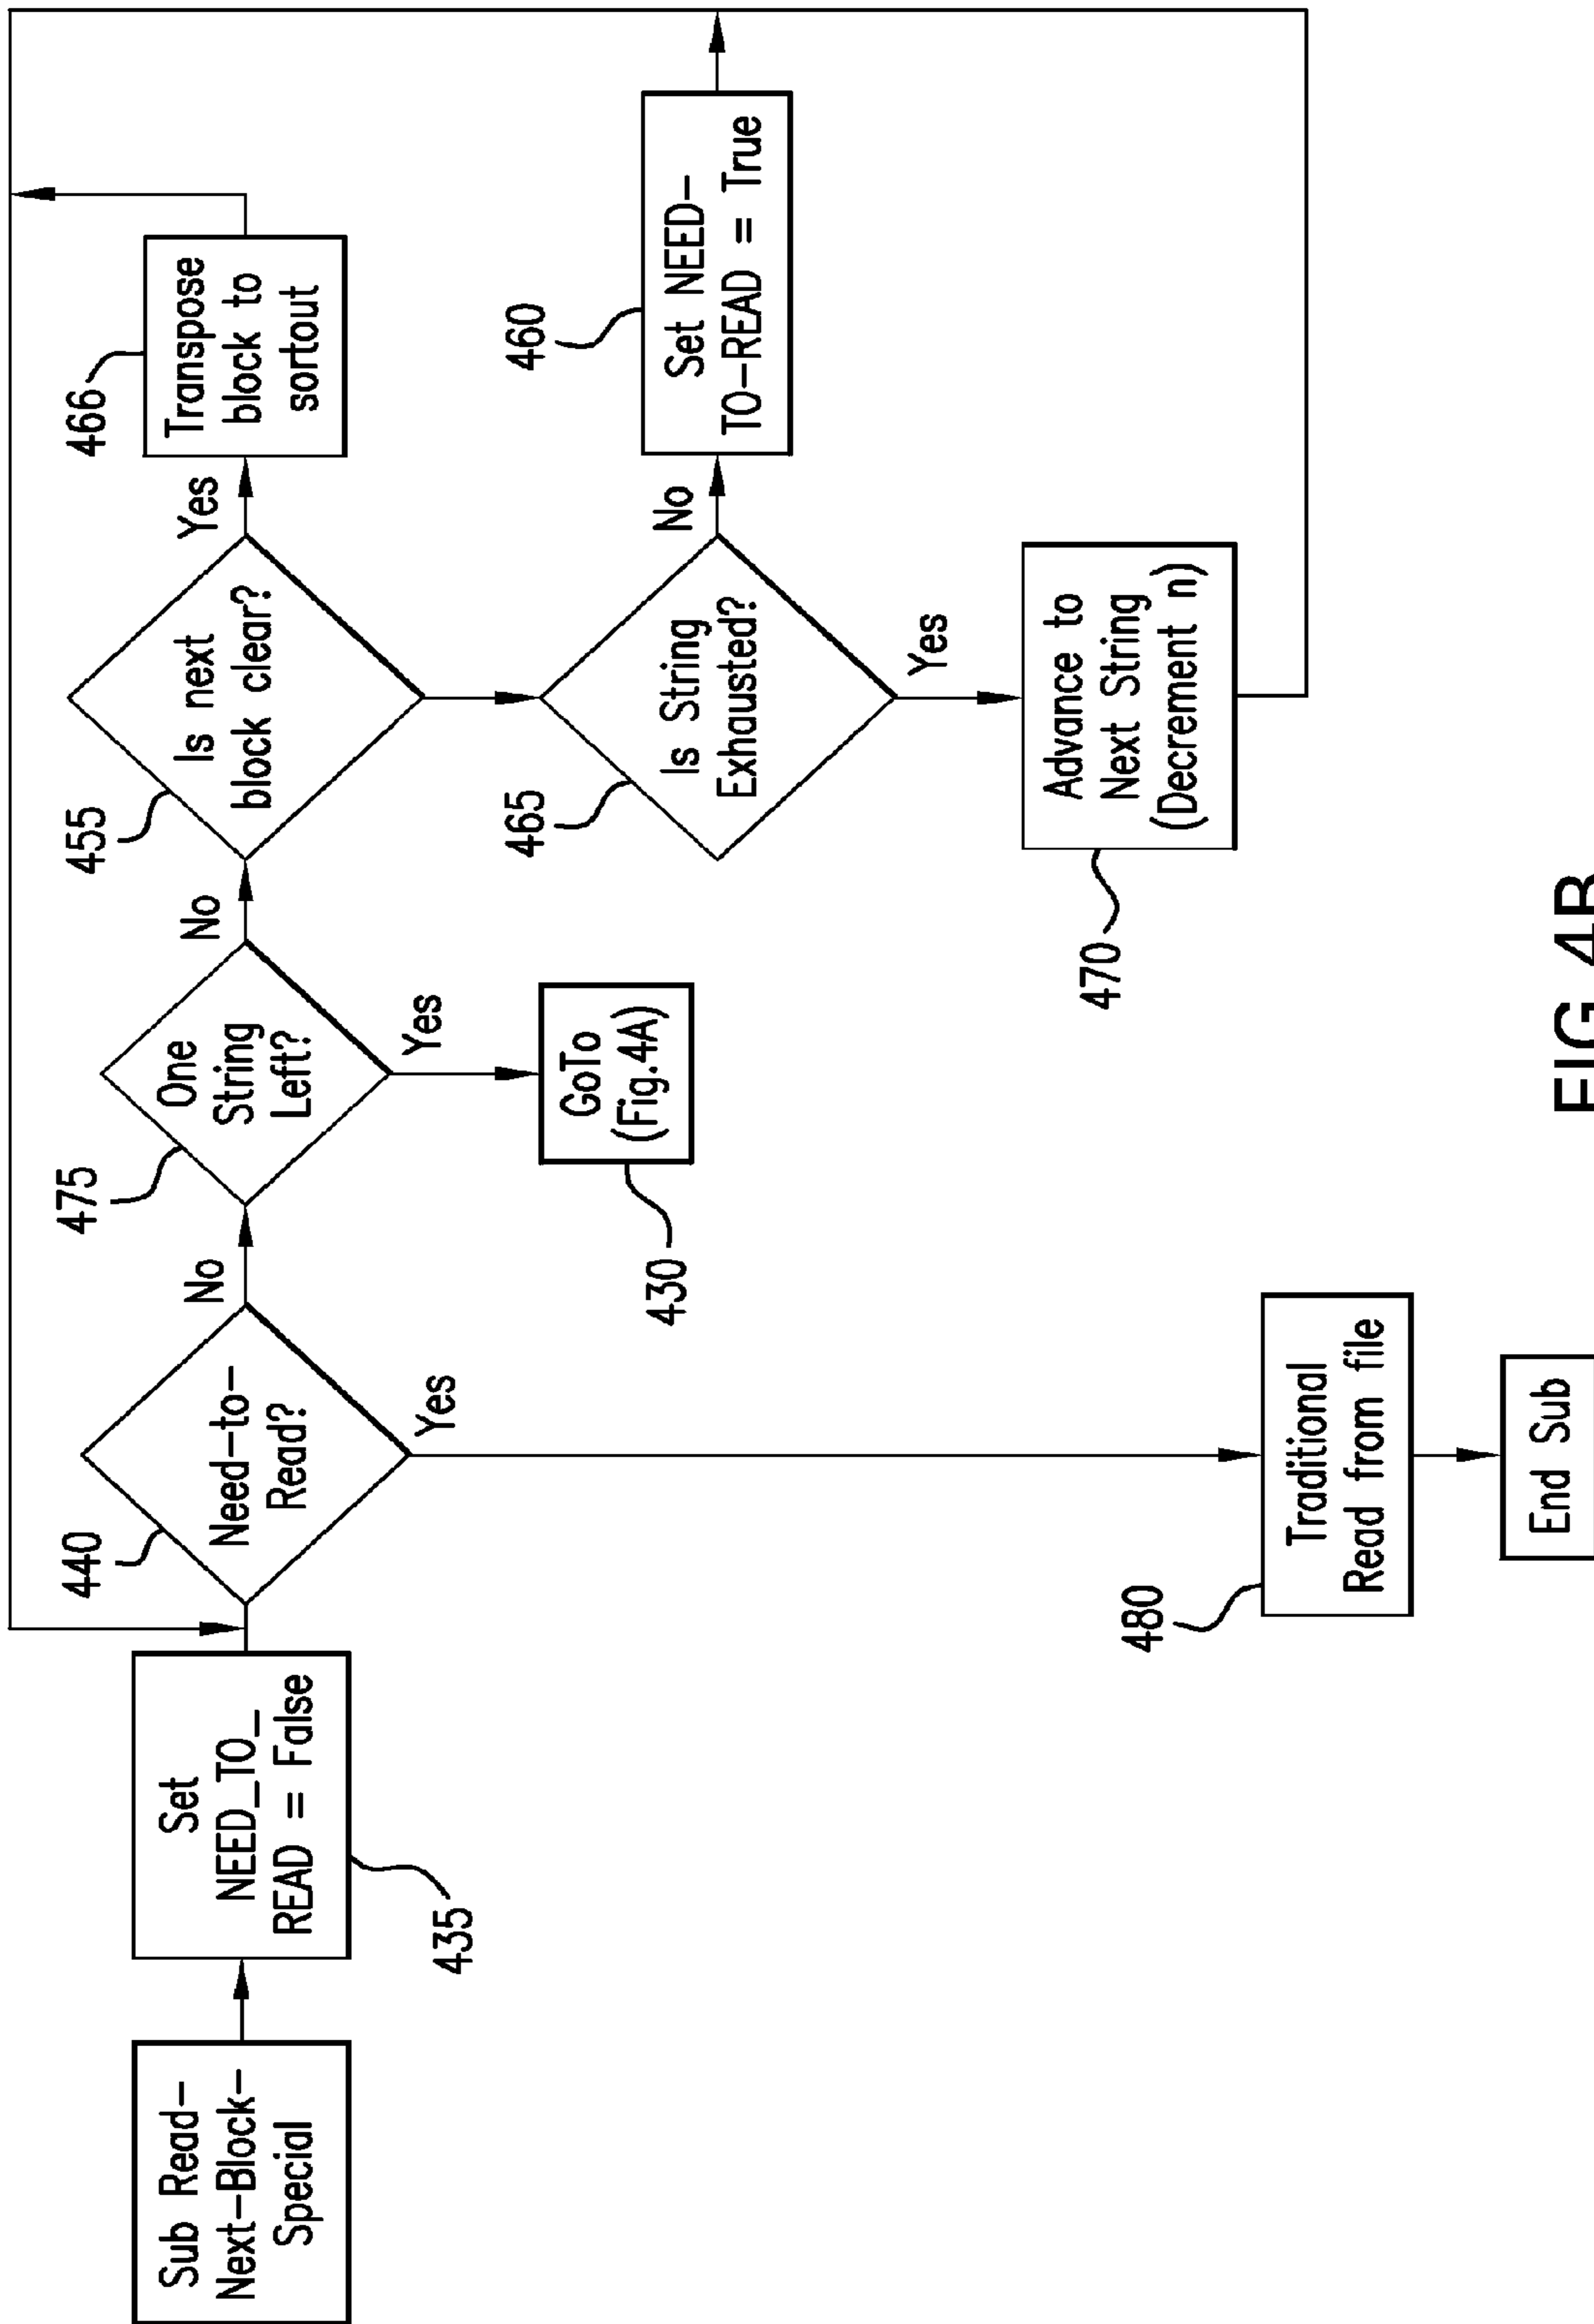 Sub Read-
Next-Block-
Special
Set
NEED_TO_
READ = False
435
440
Need-to-
Read?
No
Yes
475
One
String
Left?
No
Yes
GoTo
(Fig.4A)
430
455
Is next
block clear?
Yes
466
Transpose
block to
sortout
465
Is String
Exhausted?
No
Yes
460
Set NEED-
TO-READ = True
470
Advance to
Next String
(Decrement n)
480
Traditional
Read from file
End Sub
FIG.4B